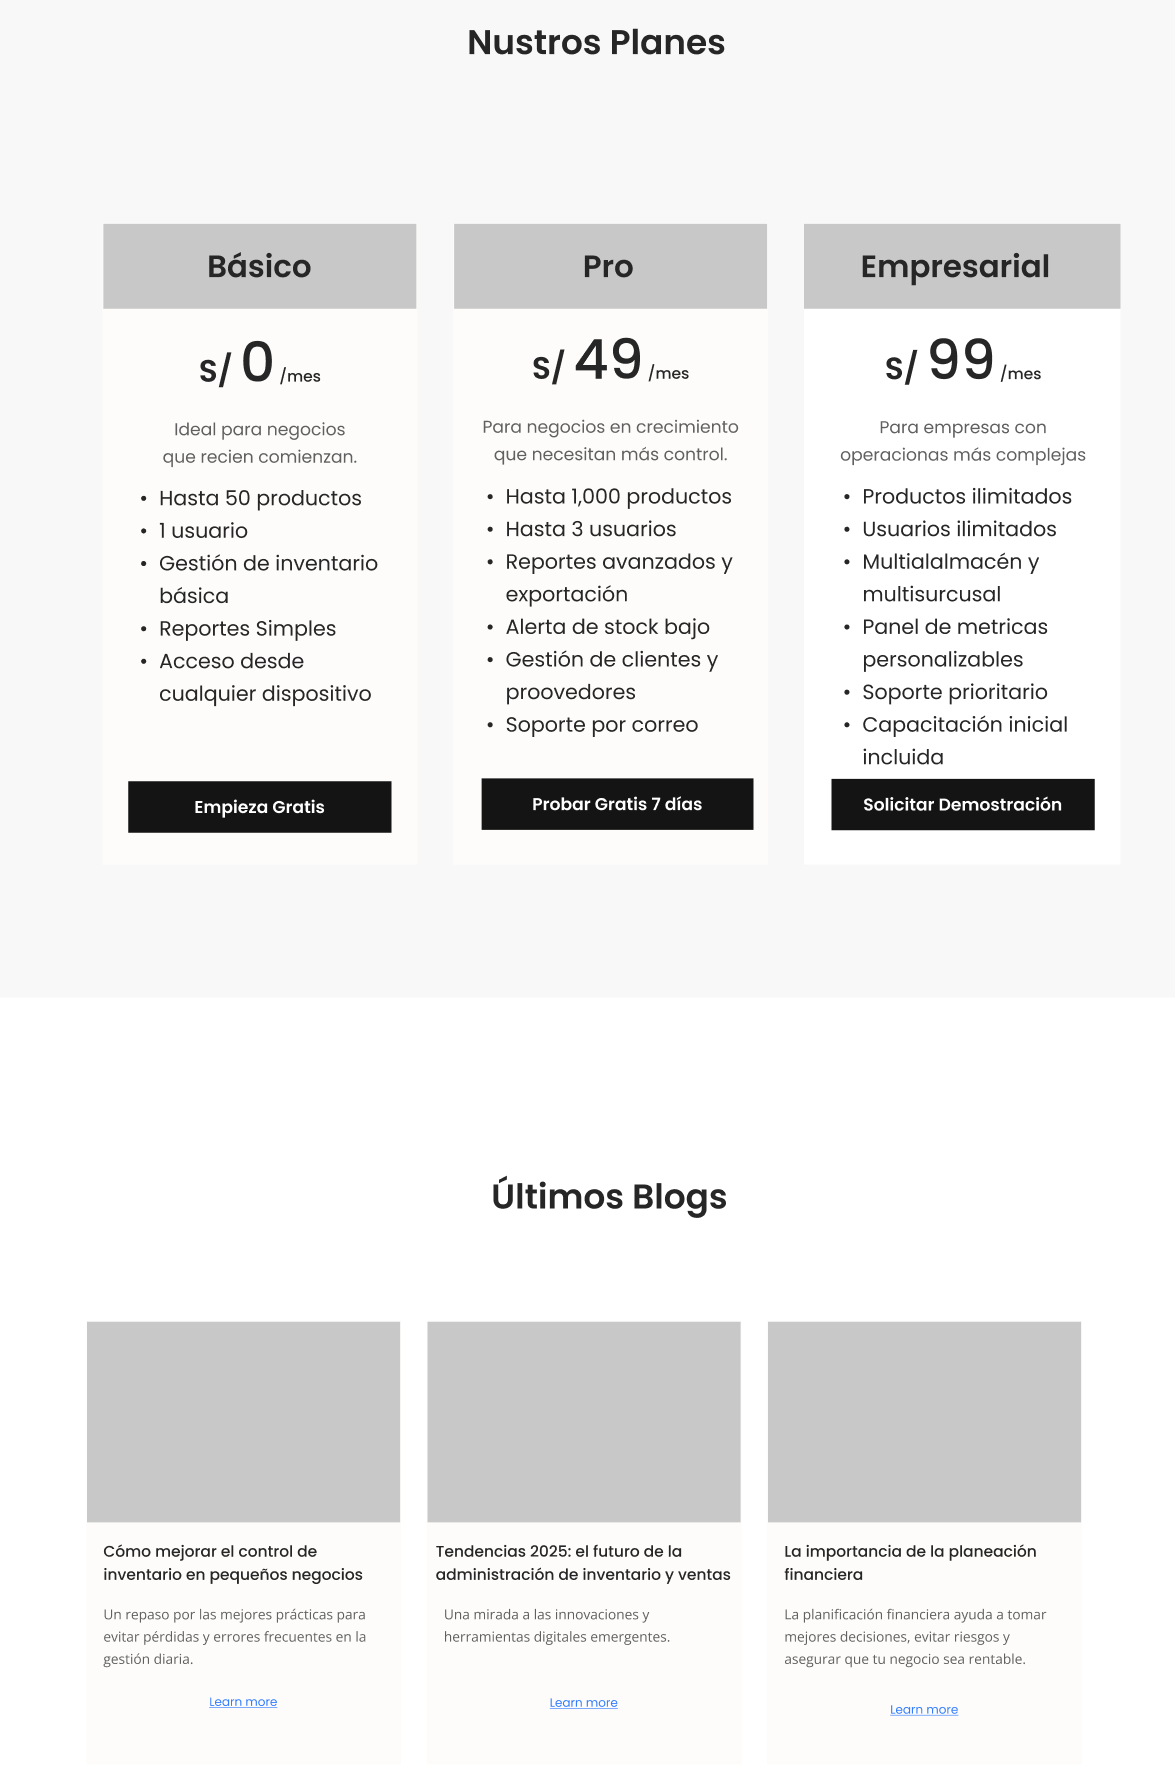 Nustros Planes
Básico
s/ 0 /mes
Ideal para negocios
que recien comienzan.
• Hasta 50 productos
• 1 usuario
• Gestión de inventario
básica
• Reportes Simples
• Acceso desde
cualquier dispositivo
Empieza Gratis
Pro
s/ 49 /mes
Para negocios en crecimiento
que necesitan más control.
• Hasta 1,000 productos
• Hasta 3 usuarios
• Reportes avanzados y
exportación
• Alerta de stock bajo
• Gestión de clientes y
proovedores
• Soporte por correo
Probar Gratis 7 días
Empresarial
s/ 99 /mes
Para empresas con
operacionas más complejas
• Productos ilimitados
• Usuarios ilimitados
• Multialalmacén y
multisurcusal
• Panel de metricas
personalizables
• Soporte prioritario
• Capacitación inicial
incluida
Solicitar Demostración
Últimos Blogs
Cómo mejorar el control de
inventario en pequeños negocios
Un repaso por las mejores prácticas para
evitar pérdidas y errores frecuentes en la
gestión diaria.
Learn more
Tendencias 2025: el futuro de la
administración de inventario y ventas
Una mirada a las innovaciones y
herramientas digitales emergentes.
Learn more
La importancia de la planeación
financiera
La planificación financiera ayuda a tomar
mejores decisiones, evitar riesgos y
asegurar que tu negocio sea rentable.
Learn more